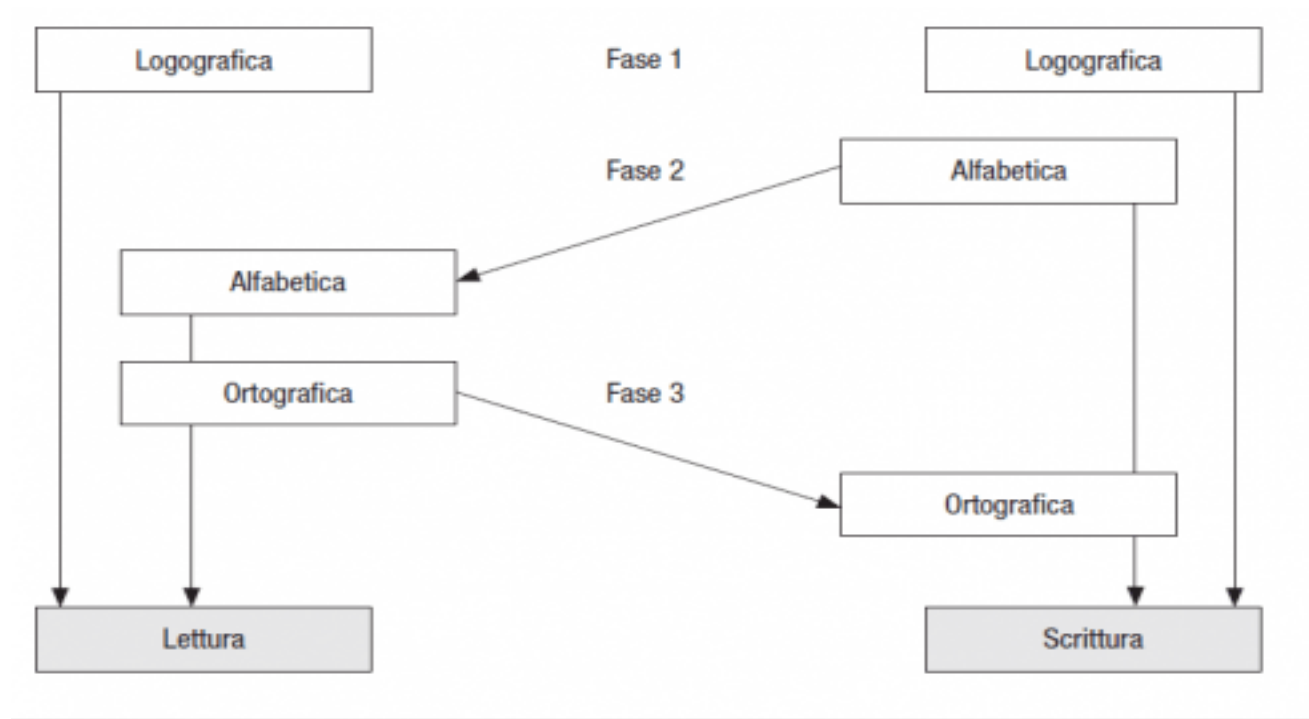 Logografica Fase 1 Logografica
Fase 2 Alfabetica
Alfabetica
Ortografica Fase 3
Ortografica
Lettura Scrittura